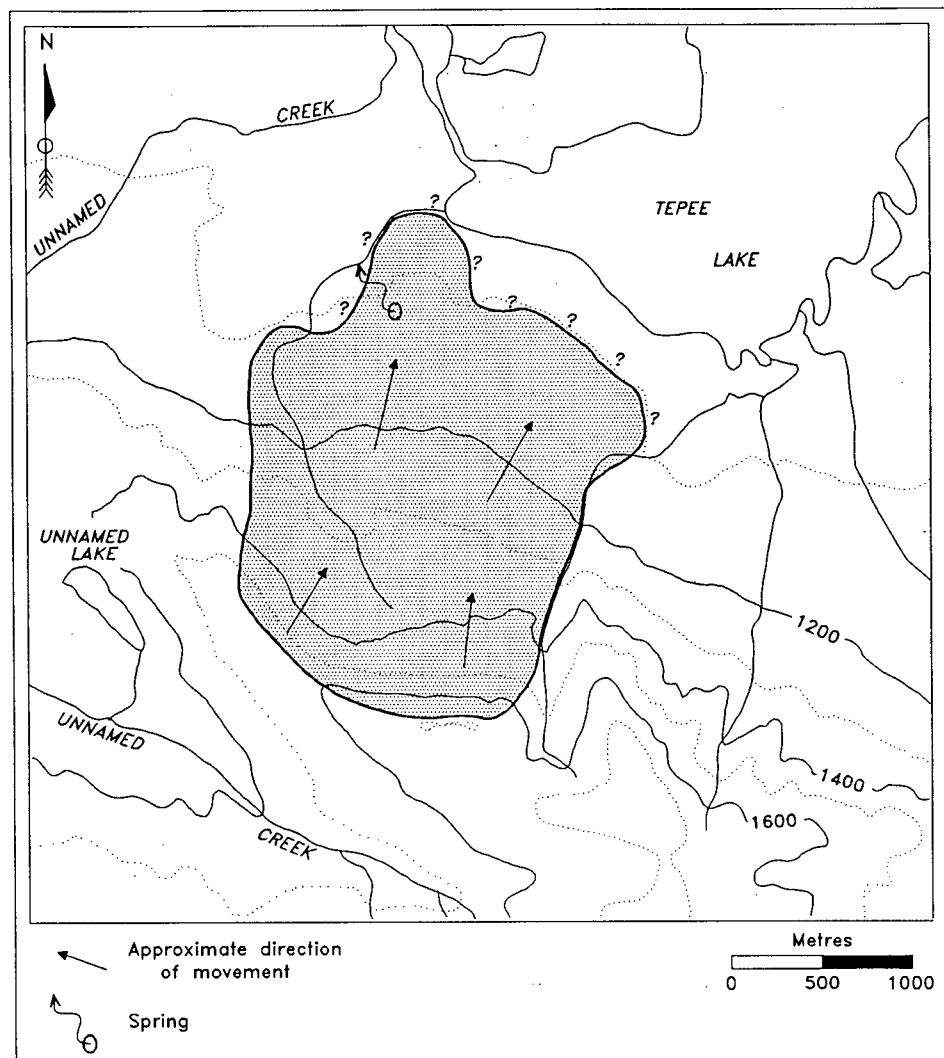 N
CREEK
UNNAMED
TEPEE
LAKE
?
?
?
?
?
?
?
?
UNNAMED
LAKE
1200
UNNAMED
CREEK
1400
1600
Approximate direction
of movement
Metres
0 500 1000
Spring